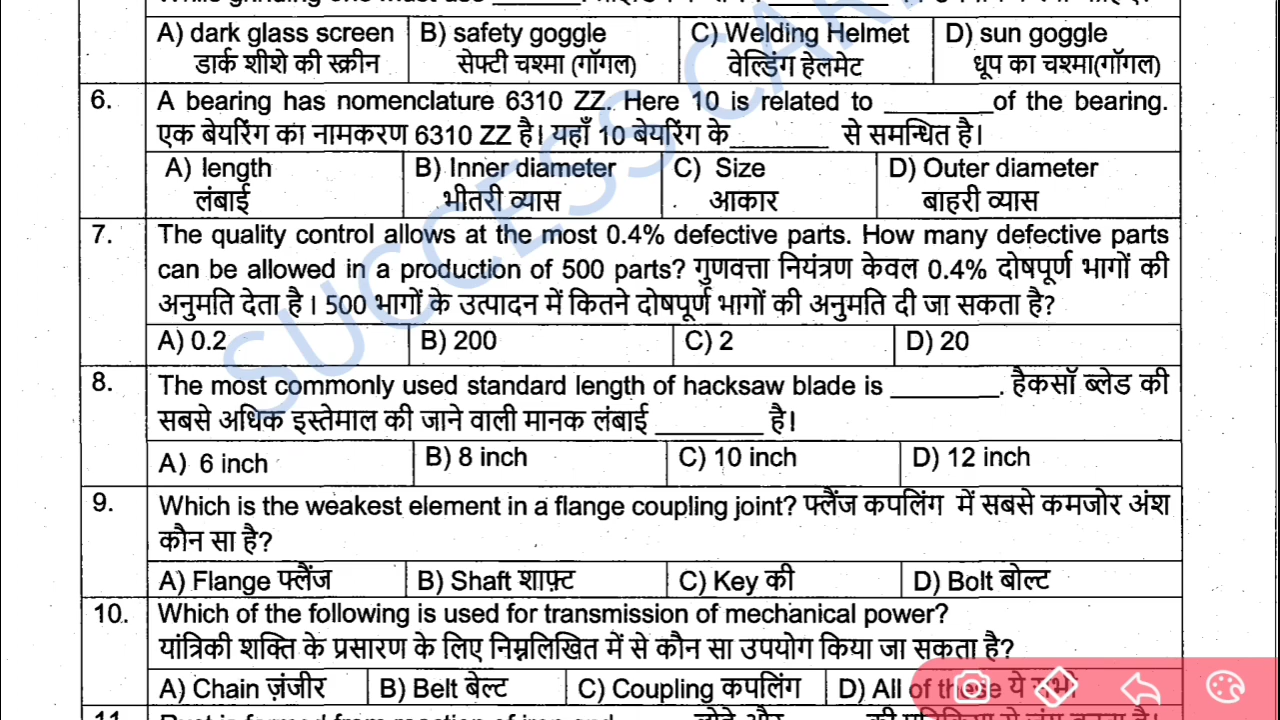 A) dark glass screen B) safety goggle C) Welding Helmet D) sun goggle
डार्क शीशे की स्क्रीन सेफ्टी चश्मा (गॉगल) वेल्डिंग हेलमेट धूप का चश्मा(गॉगल)
6. A bearing has nomenclature 6310 ZZ. Here 10 is related to ________of the bearing.
एक बेयरिंग का नामकरण 6310 ZZ है। यहाँ 10 बेयरिंग के_______ से समन्धित है।
A) length B) Inner diameter C) Size D) Outer diameter
लंबाई भीतरी व्यास आकार बाहरी व्यास
7. The quality control allows at the most 0.4% defective parts. How many defective parts
can be allowed in a production of 500 parts? गुणवत्ता नियंत्रण केवल 0.4% दोषपूर्ण भागों की
अनुमति देता है। 500 भागों के उत्पादन में कितने दोषपूर्ण भागों की अनुमति दी जा सकता है?
A) 0.2 B) 200 C) 2 D) 20
8. The most commonly used standard length of hacksaw blade is ________. हैकसॉ ब्लेड की
सबसे अधिक इस्तेमाल की जाने वाली मानक लंबाई ________ है।
A) 6 inch B) 8 inch C) 10 inch D) 12 inch
9. Which is the weakest element in a flange coupling joint? फ्लैंज कपलिंग में सबसे कमजोर अंश
कौन सा है?
A) Flange फ्लैंज B) Shaft शाफ़्ट C) Key की D) Bolt बोल्ट
10. Which of the following is used for transmission of mechanical power?
यांत्रिकी शक्ति के प्रसारण के लिए निम्नलिखित में से कौन सा उपयोग किया जा सकता है?
A) Chain ज़ंजीर B) Belt बेल्ट C) Coupling कपलिंग D) All of these ये सभी
SUCCESS